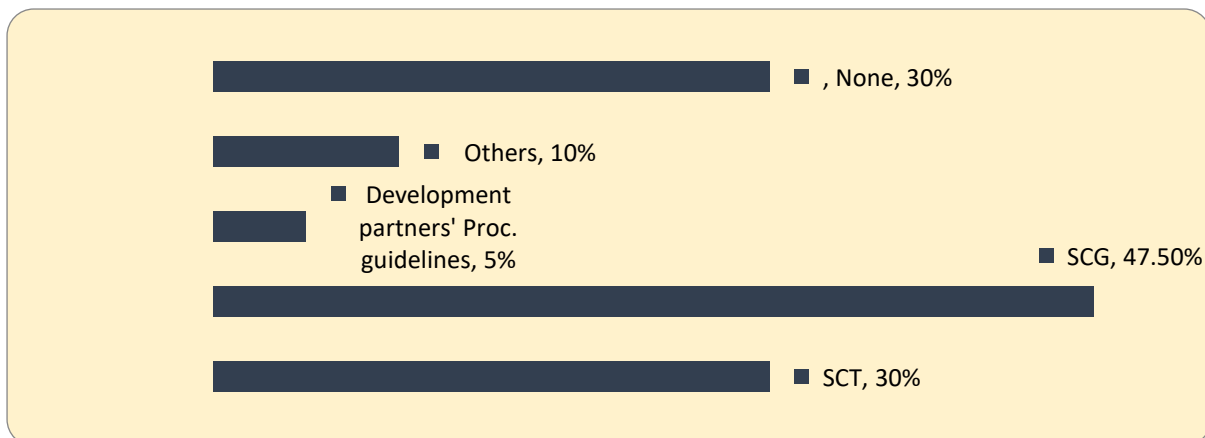 , None, 30%
Others, 10%
Development
partners' Proc.
guidelines, 5%
SCG, 47.50%
SCT, 30%